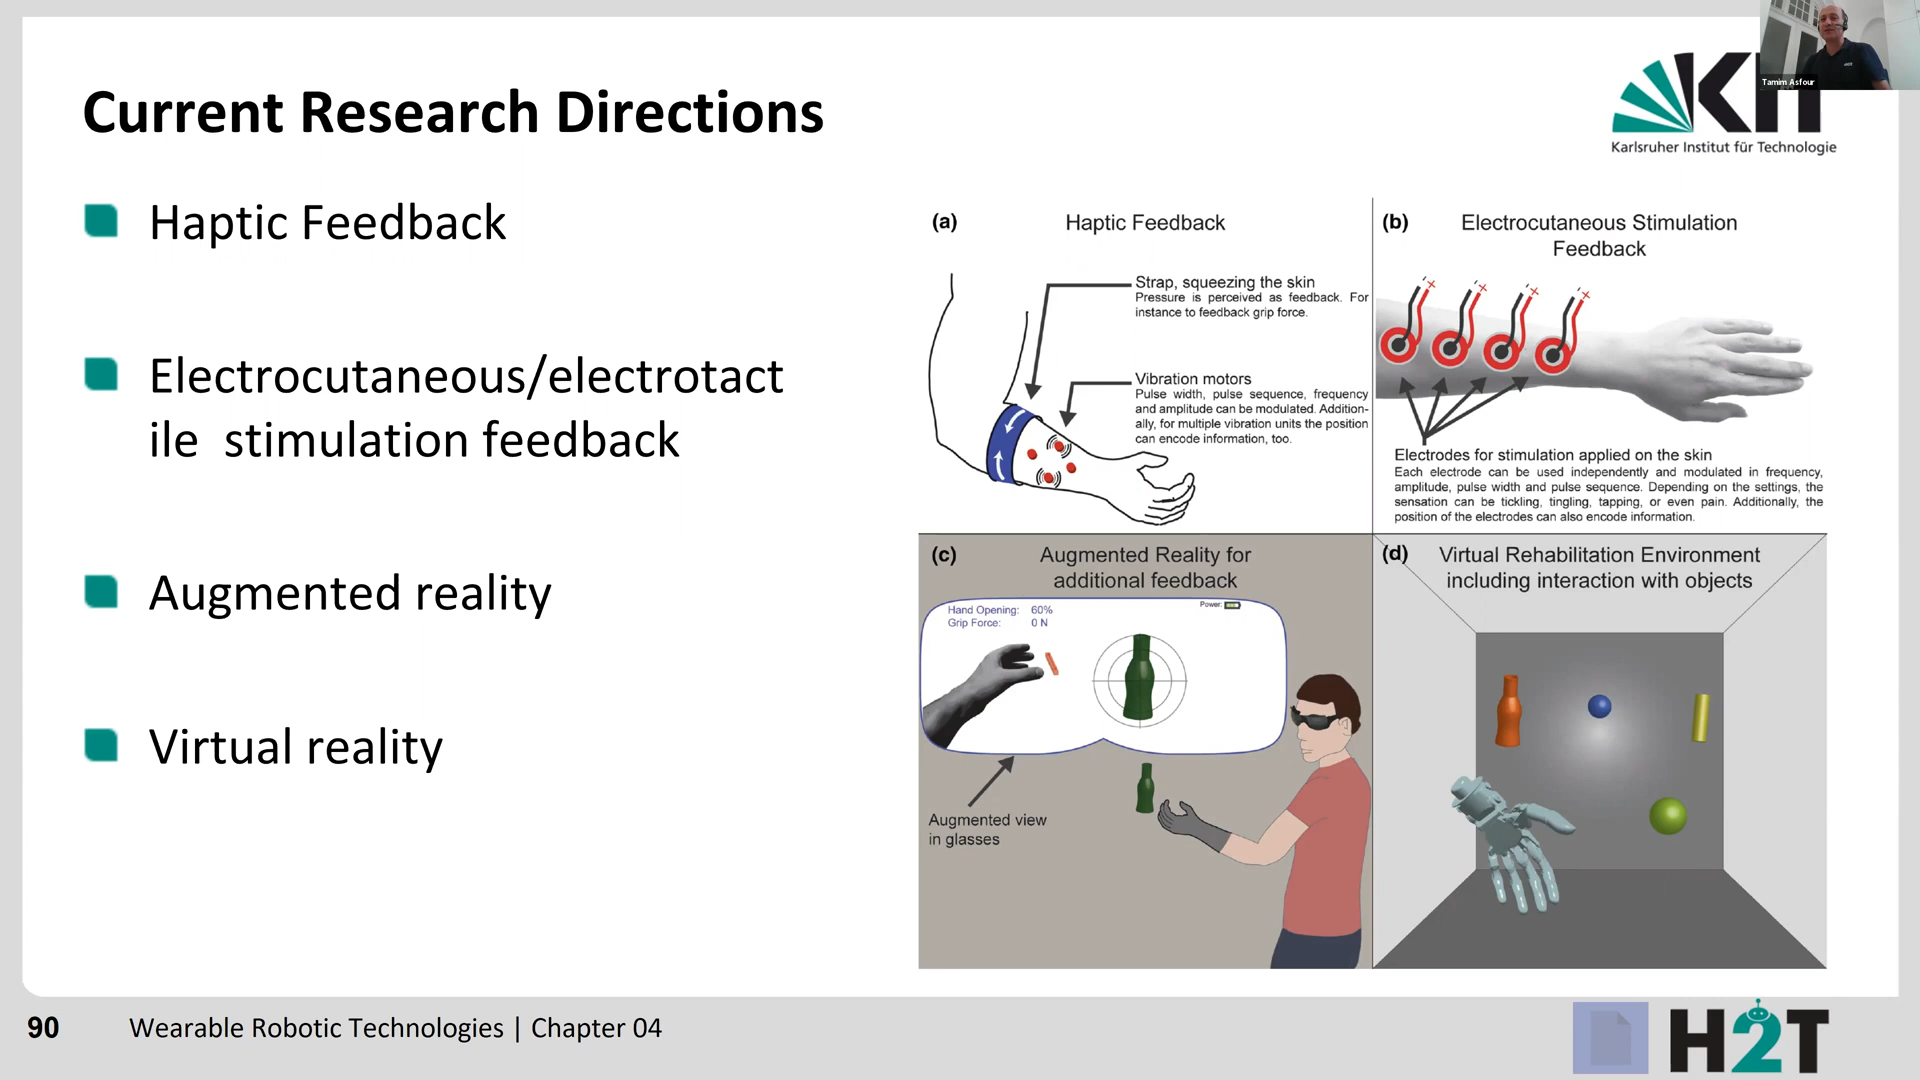 Tamim Asfour
KIT
Karlsruher Institut für Technologie
Current Research Directions
Haptic Feedback
Electrocutaneous/electrotact
ile stimulation feedback
Augmented reality
Virtual reality
(a) Haptic Feedback
Strap, squeezing the skin
Pressure is perceived as feedback. For
instance to feedback grip force.
Vibration motors
Pulse width, pulse sequence, frequency
and amplitude can be modulated. Addition-
ally, for multiple vibration units the position
can encode information, too.
(b) Electrocutaneous Stimulation
Feedback
Electrodes for stimulation applied on the skin
Each electrode can be used independently and modulated in frequency,
amplitude, pulse width and pulse sequence. Depending on the settings, the
sensation can be tickling, tingling, tapping, or even pain. Additionally, the
position of the electrodes can also encode information.
(c) Augmented Reality for
additional feedback
Hand Opening: 60%
Grip Force: 0 N
Power:
Augmented view
in glasses
(d) Virtual Rehabilitation Environment
including interaction with objects
90 Wearable Robotic Technologies | Chapter 04
H2T